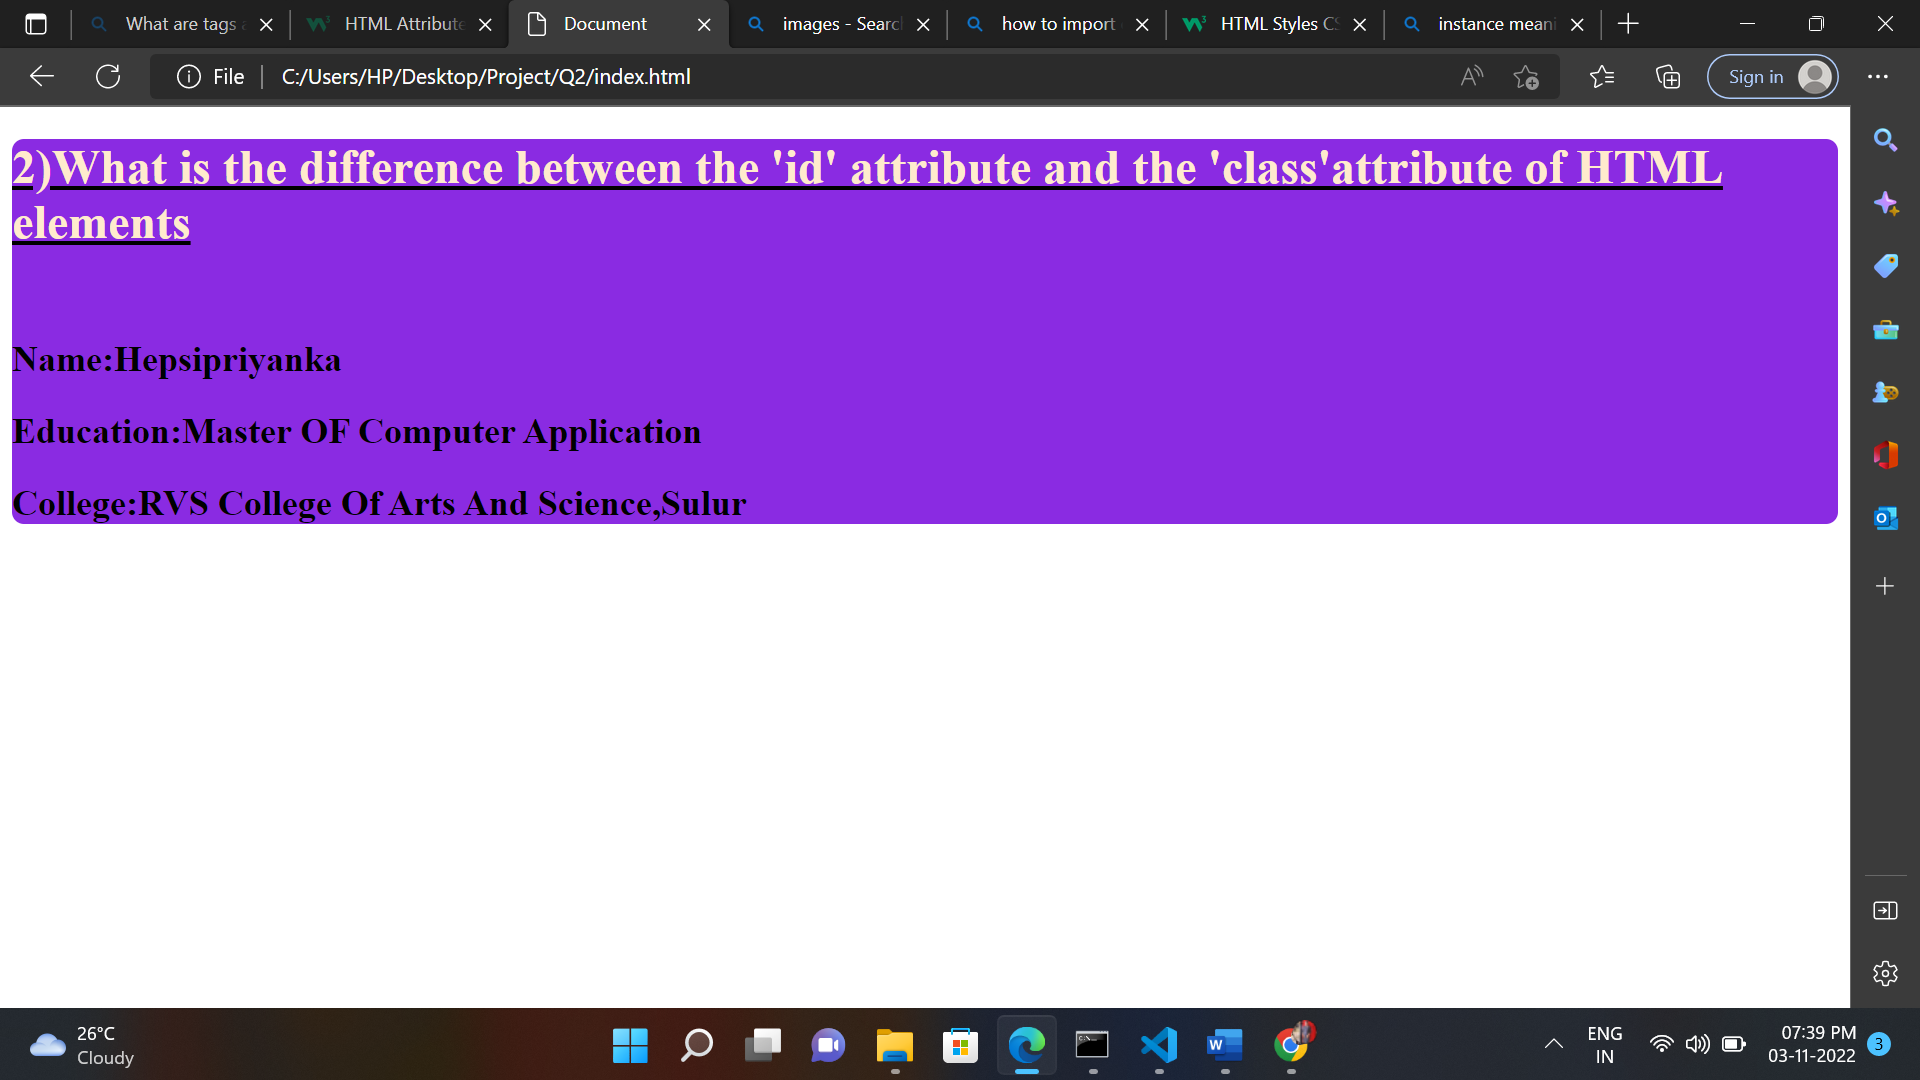 What are tags a
HTML Attribute
Document
images - Searc
how to import
HTML Styles CS
instance meani
File
C:/Users/HP/Desktop/Project/Q2/index.html
Sign in
2)What is the difference between the 'id' attribute and the 'class'attribute of HTML
elements
Name:Hepsipriyanka
Education:Master OF Computer Application
College:RVS College Of Arts And Science,Sulur
26°C
Cloudy
ENG
IN
07:39 PM
03-11-2022
3